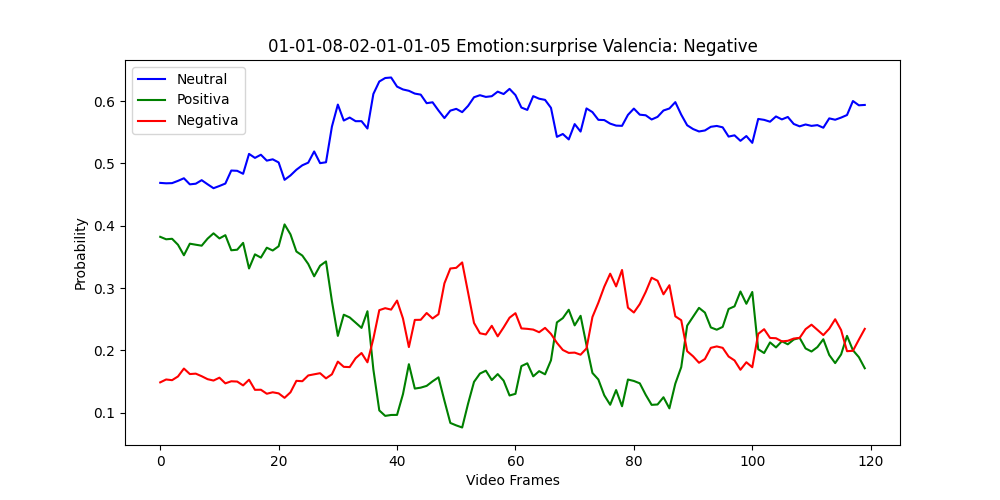 01-01-08-02-01-01-05 Emotion:surprise Valencia: Negative
Neutral
Positiva
Negativa
Probability
0.6
0.5
0.4
0.3
0.2
0.1
0 20 40 60 80 100 120
Video Frames